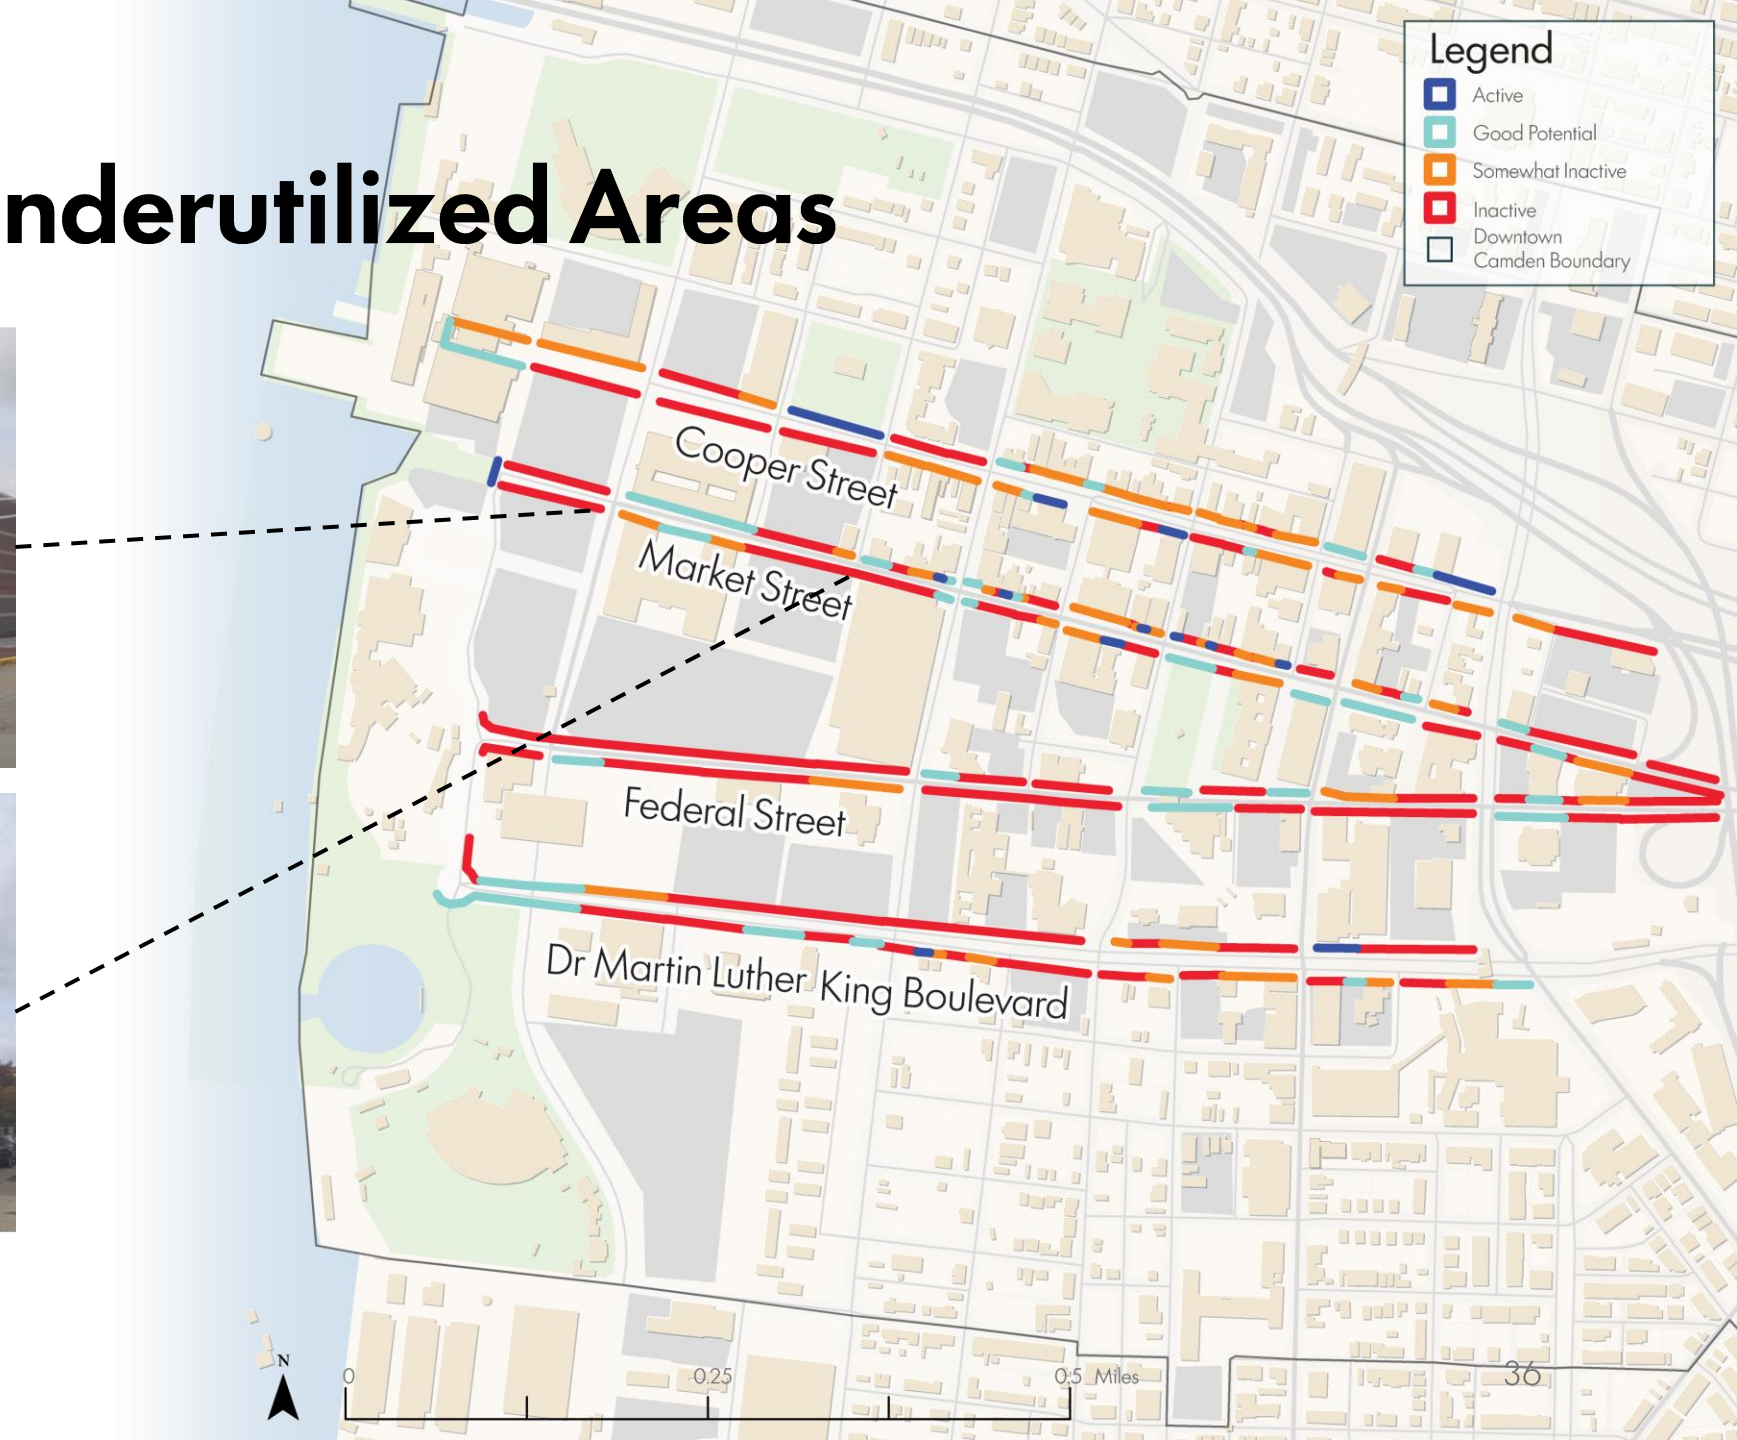 nderutilized Areas
Legend
Active
Good Potential
Somewhat Inactive
Inactive
Downtown
Camden Boundary
Cooper Street
Market Street
Federal Street
Dr Martin Luther King Boulevard
N
0 0.25 0.5 Miles
36